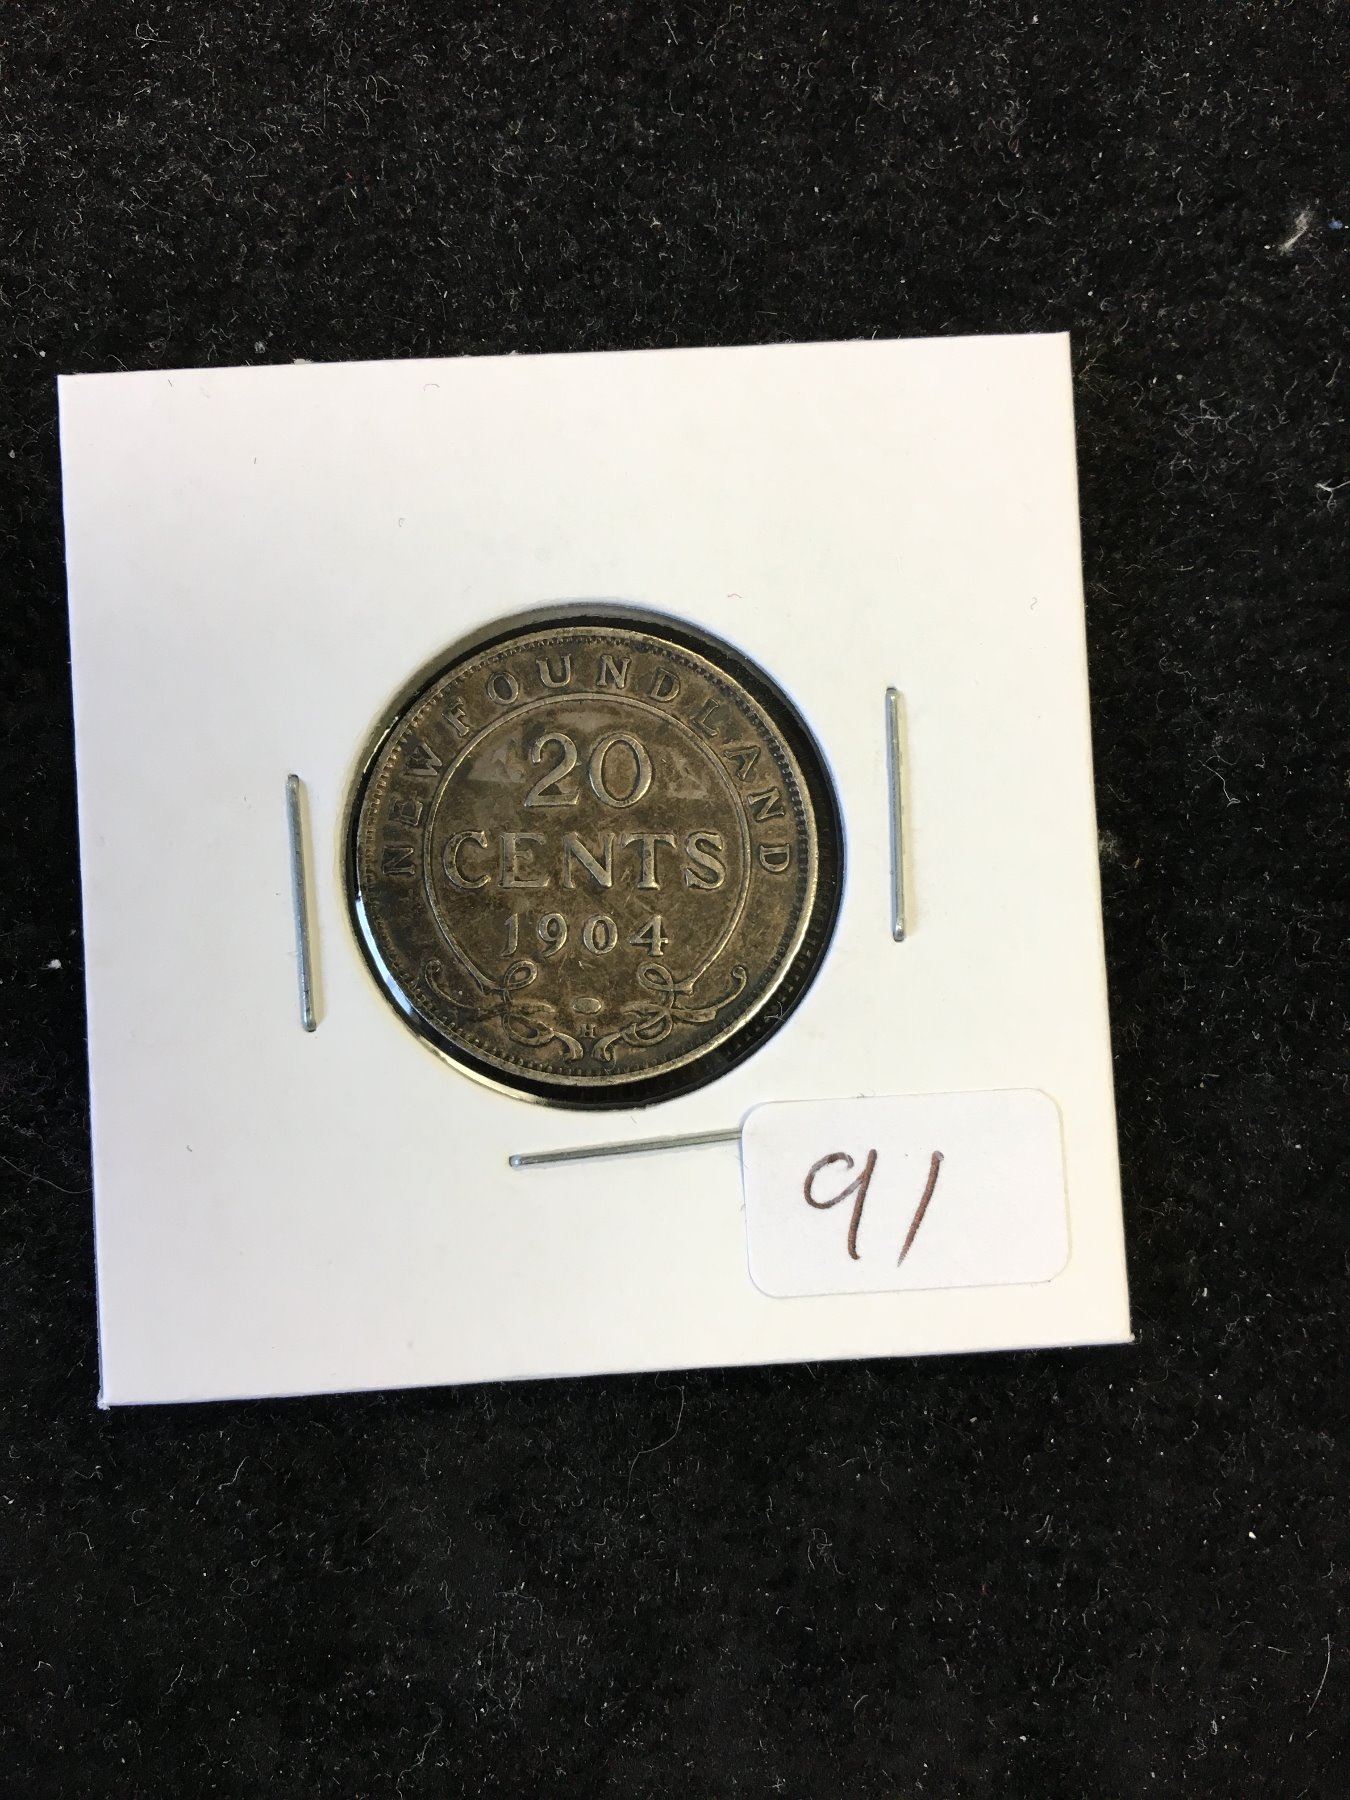 NEWFOUNDLAND
20
CENTS
1904
H
91